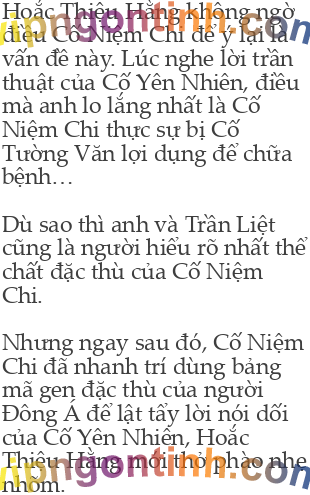 Hoắc Thiệu Hằng không ngờ
điều Cố Niệm Chi để ý lại là
vấn đề này. Lúc nghe lời trần
thuật của Cố Yên Nhiên, điều
mà anh lo lắng nhất là Cố
Niệm Chi thực sự bị Cố
Tường Văn lợi dụng để chữa
bệnh…
Dù sao thì anh và Trần Liệt
cũng là người hiểu rõ nhất thể
chất đặc thù của Cố Niệm
Chi.
Nhưng ngay sau đó, Cố Niệm
Chi đã nhanh trí dùng bảng
mã gen đặc thù của người
Đông Á để lật tẩy lời nói dối
của Cố Yên Nhiên, Hoắc
Thiệu Hằng mới thở phào nhẹ
nhõm.
vipngontinh.com
vipngontinh.com